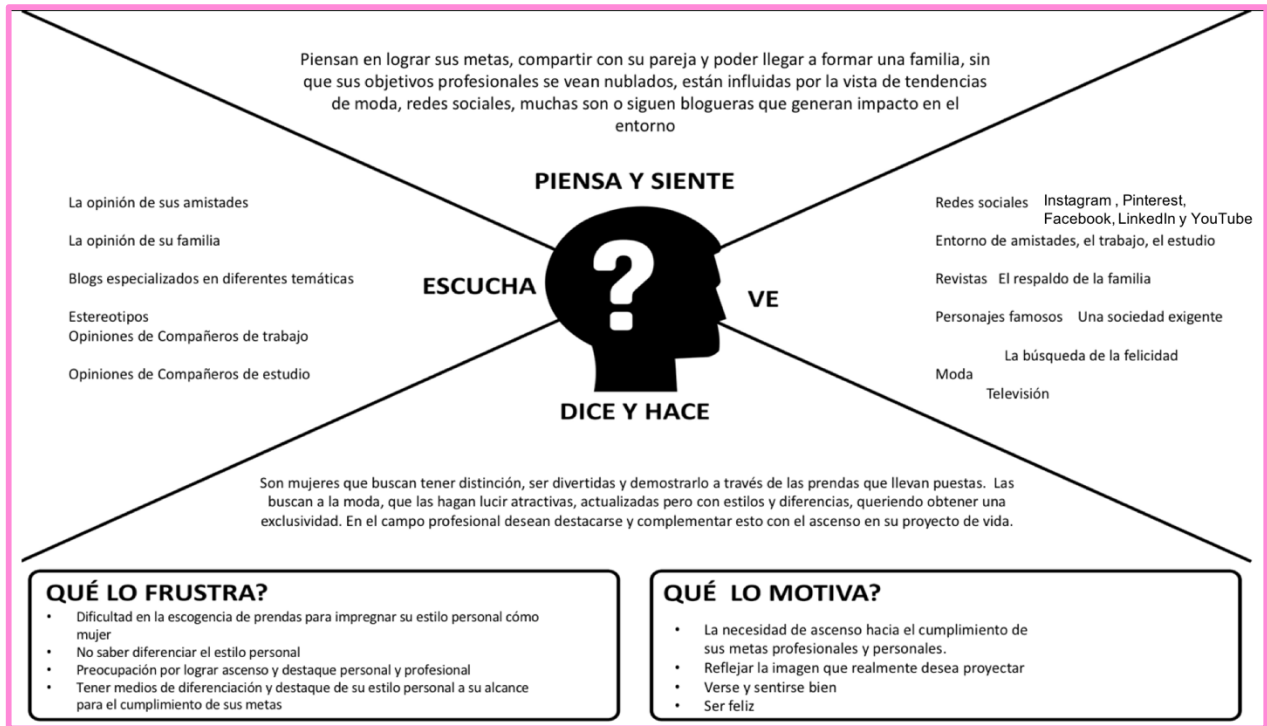 Piensan en lograr sus metas, compartir con su pareja y poder llegar a formar una familia, sin
que sus objetivos profesionales se vean nublados, están influidas por la vista de tendencias
de moda, redes sociales, muchas son o siguen blogueras que generan impacto en el
entorno
PIENSA Y SIENTE
La opinión de sus amistades
La opinión de su familia
Blogs especializados en diferentes temáticas
Estereotipos
Opiniones de Compañeros de trabajo
Opiniones de Compañeros de estudio
ESCUCHA
?
VE
Redes sociales Instagram , Pinterest,
Facebook, LinkedIn y YouTube
Entorno de amistades, el trabajo, el estudio
Revistas El respaldo de la familia
Personajes famosos Una sociedad exigente
La búsqueda de la felicidad
Moda
Televisión
DICE Y HACE
Son mujeres que buscan tener distinción, ser divertidas y demostrarlo a través de las prendas que llevan puestas. Las
buscan a la moda, que las hagan lucir atractivas, actualizadas pero con estilos y diferencias, queriendo obtener una
exclusividad. En el campo profesional desean destacarse y complementar esto con el ascenso en su proyecto de vida.
QUÉ LO FRUSTRA?
• Dificultad en la escogencia de prendas para impregnar su estilo personal cómo
mujer
• No saber diferenciar el estilo personal
• Preocupación por lograr ascenso y destaque personal y profesional
• Tener medios de diferenciación y destaque de su estilo personal a su alcance
para el cumplimiento de sus metas
QUÉ LO MOTIVA?
• La necesidad de ascenso hacia el cumplimiento de
sus metas profesionales y personales.
• Reflejar la imagen que realmente desea proyectar
• Verse y sentirse bien
• Ser feliz